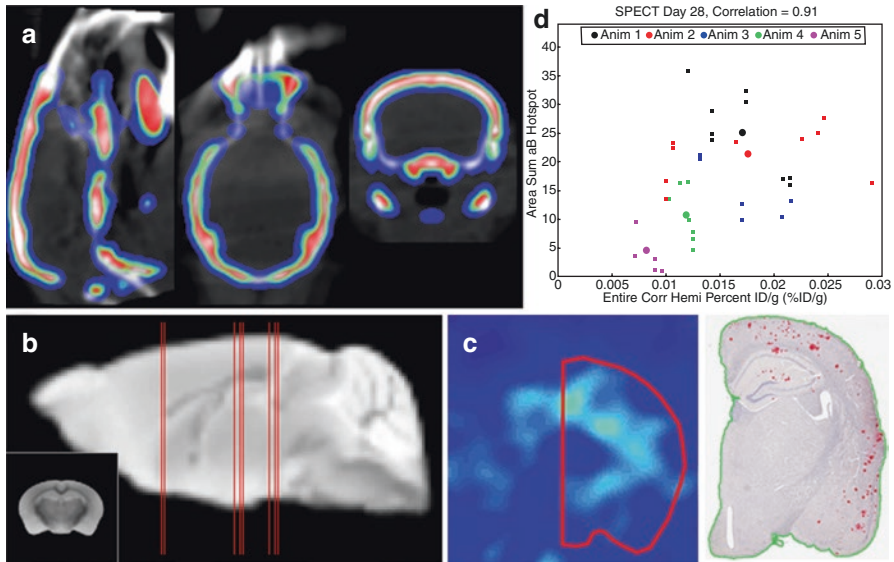 a
d
SPECT Day 28, Correlation = 0.91
Anim 1 Anim 2 Anim 3 Anim 4 Anim 5
Area Sum aB Hotspot
40
35
30
25
20
15
10
5
0
0 0.005 0.01 0.015 0.02 0.025 0.03
Entire Corr Hemi Percent ID/g (%ID/g)
b
c